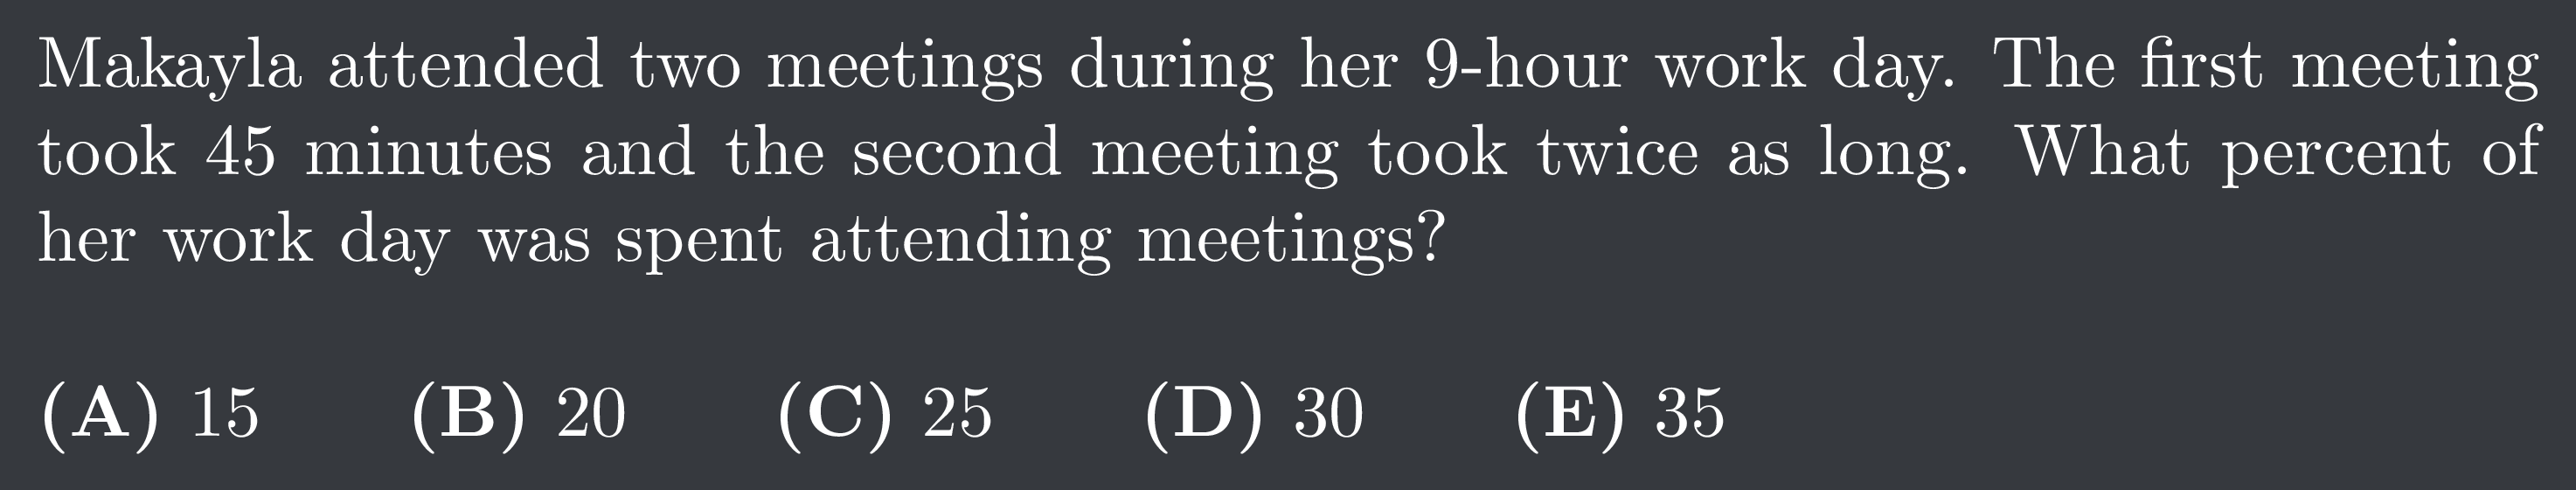 Makayla attended two meetings during her 9-hour work day. The first meeting
took 45 minutes and the second meeting took twice as long. What percent of
her work day was spent attending meetings?
(A) 15 (B) 20 (C) 25 (D) 30 (E) 35